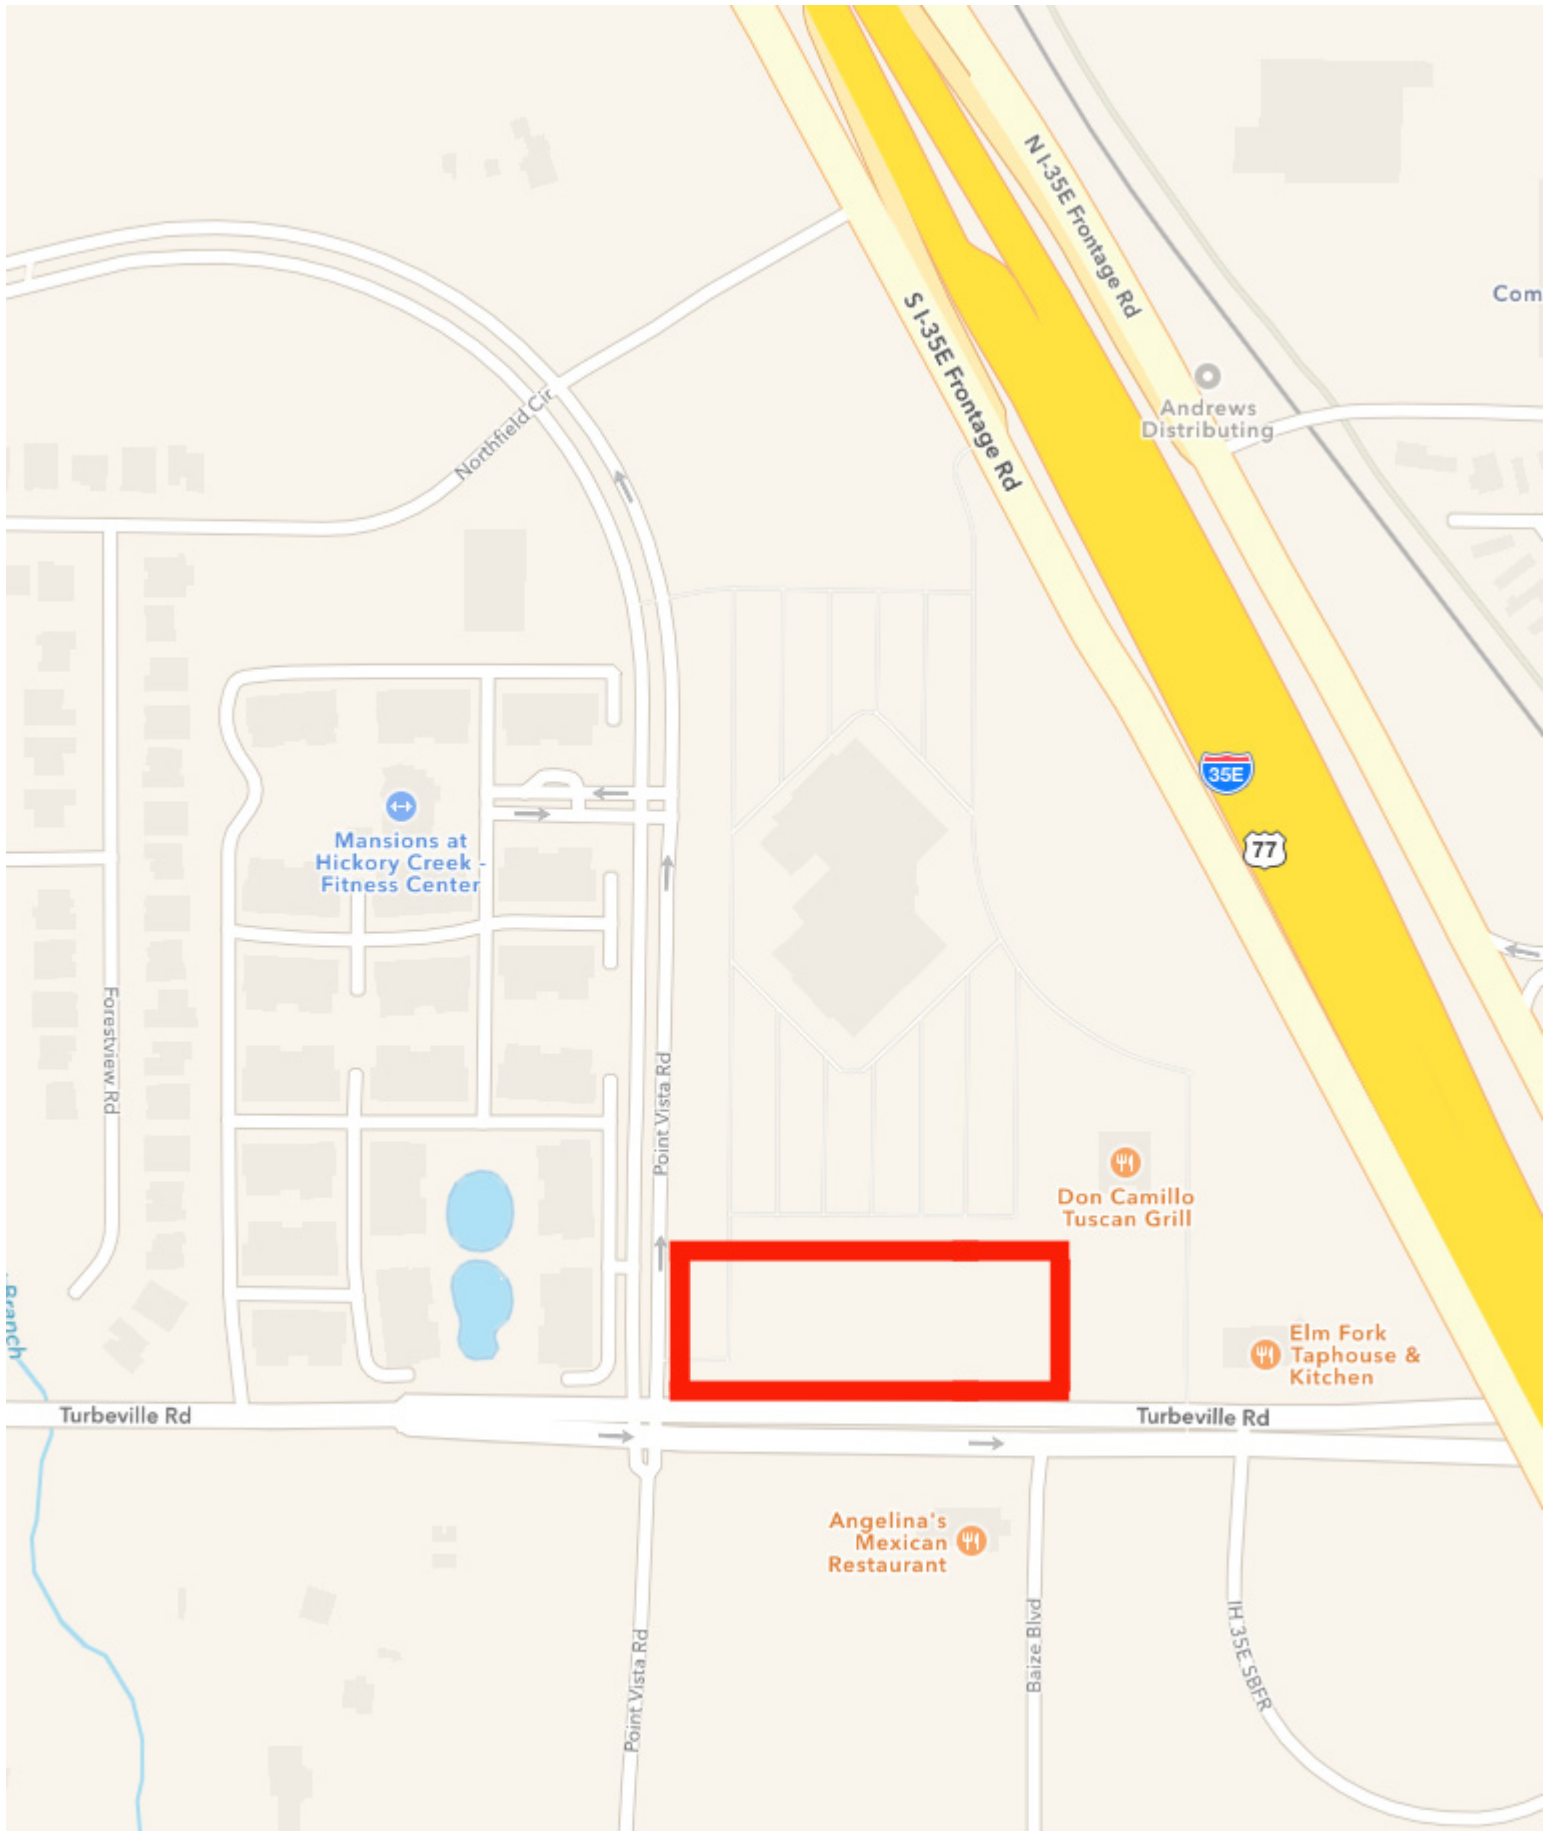 N I-35E Frontage Rd
S I-35E Frontage Rd
Com
Andrews
Distributing
Northfield Cir
35E
77
Mansions at
Hickory Creek -
Fitness Center
Forestview Rd
Point Vista Rd
Don Camillo
Tuscan Grill
Branch
Elm Fork
Taphouse &
Kitchen
Turbeville Rd
Turbeville Rd
Angelina's
Mexican
Restaurant
Point Vista Rd
Baize Blvd
IH 35E SBFR